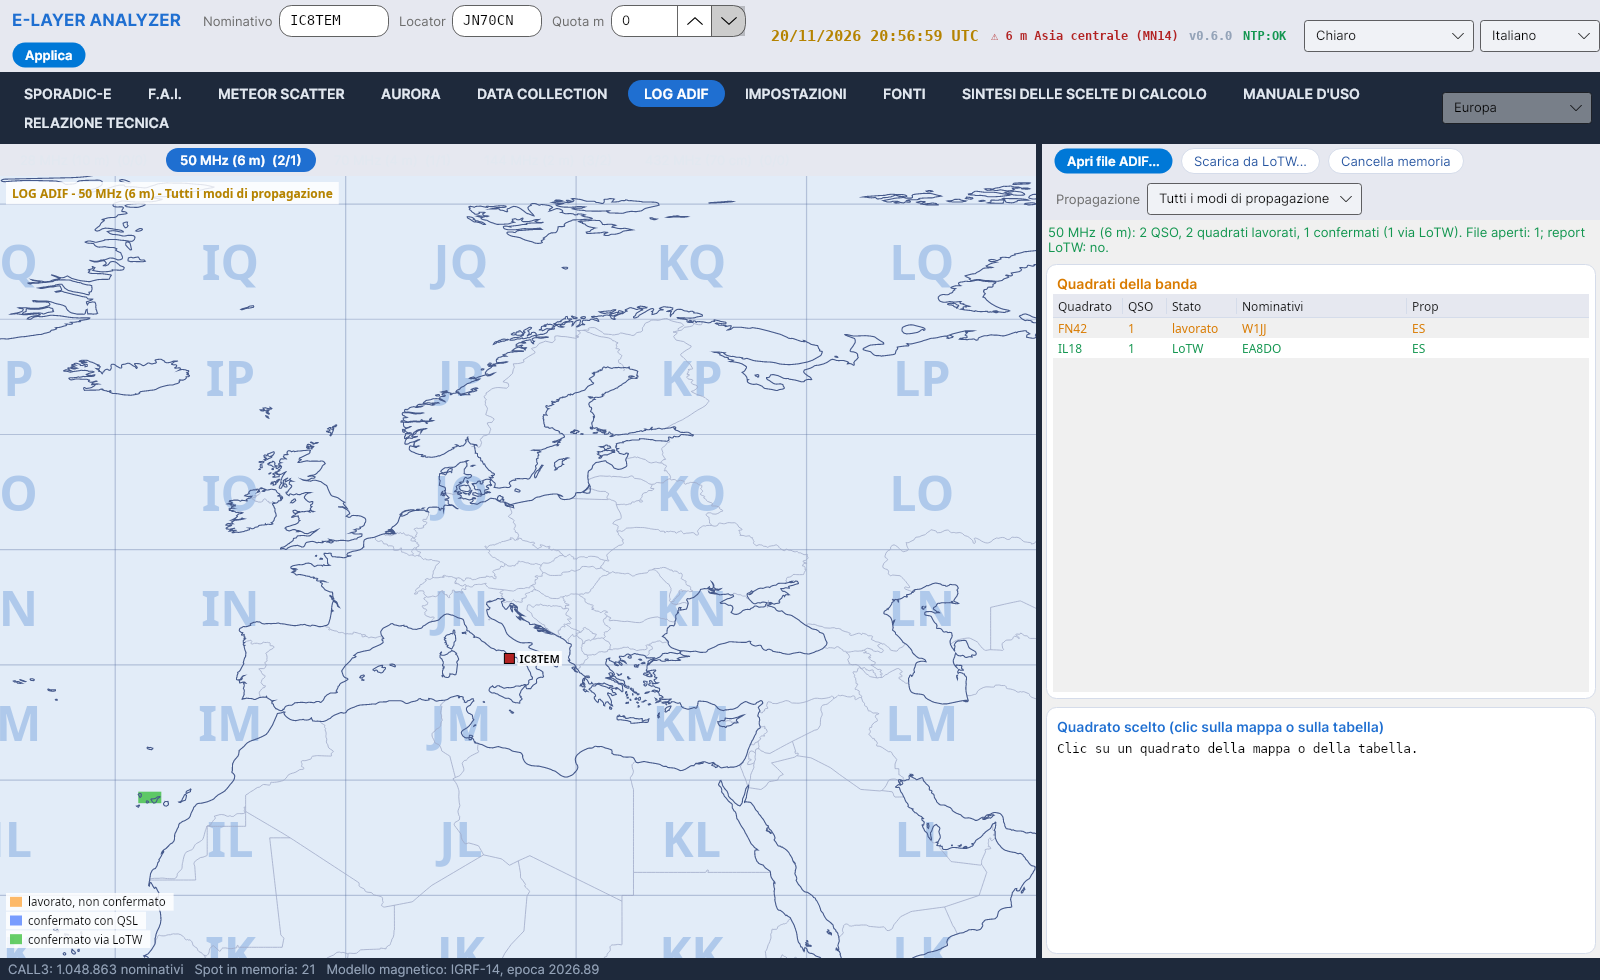 E-LAYER ANALYZER Nominativo IC8TEM Locator JN70CN Quota m 0
Applica
20/11/2026 20:56:59 UTC ⚠ 6 m Asia centrale (MN14) v0.6.0 NTP:OK Chiaro Italiano
SPORADIC-E F.A.I. METEOR SCATTER AURORA DATA COLLECTION LOG ADIF IMPOSTAZIONI FONTI SINTESI DELLE SCELTE DI CALCOLO MANUALE D'USO
RELAZIONE TECNICA
Europa
50 MHz (6 m) (2/1)
LOG ADIF - 50 MHz (6 m) - Tutti i modi di propagazione
Q IQ JQ KQ LQ
P IP JP KP LP
O IO JO KO LO
N IN JN KN LN
IC8TEM
M IM JM KM LM
L IL JL KL LL
K IK JK KK LK
lavorato, non confermato
confermato con QSL
confermato via LoTW
Apri file ADIF... Scarica da LoTW... Cancella memoria
Propagazione Tutti i modi di propagazione
50 MHz (6 m): 2 QSO, 2 quadrati lavorati, 1 confermati (1 via LoTW). File aperti: 1; report
LoTW: no.
Quadrati della banda
Quadrato QSO Stato Nominativi Prop
FN42 1 lavorato W1JJ ES
IL18 1 LoTW EA8DO ES
Quadrato scelto (clic sulla mappa o sulla tabella)
Clic su un quadrato della mappa o della tabella.
CALL3: 1.048.863 nominativi Spot in memoria: 21 Modello magnetico: IGRF-14, epoca 2026.89